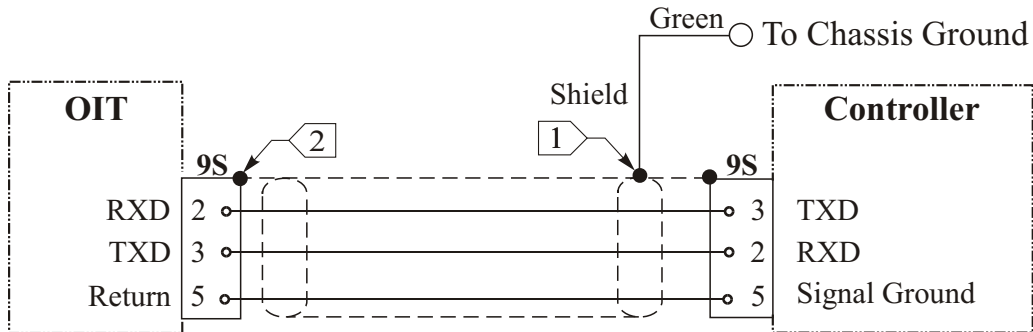 Green To Chassis Ground
Shield
OIT
Controller
2
1
9S
9S
RXD 2 3 TXD
TXD 3 2 RXD
Return 5 5 Signal Ground